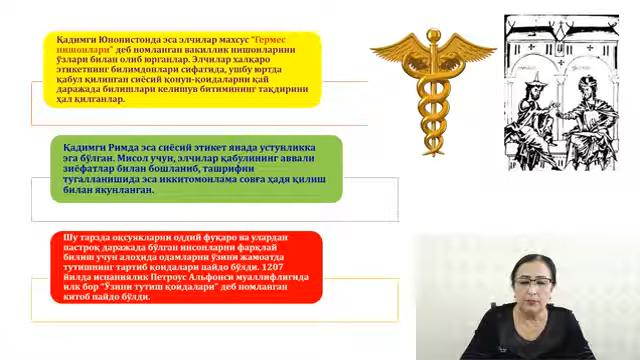 Қадимги Юнонистонда эса элчилар махсус "Гермес
нишонлари" деб номланган вакиллик нишонларини
ўзлари билан олиб юрганлар. Элчилар халқаро
этикетнинг билимдонлари сифатида, ушбу юртда
қабул қилинган сиёсий қонун-қоидаларни қай
даражада билишлари келишув битимининг тақдирини
ҳал қилганлар.
Қадимги Римда эса сиёсий этикет янада устунликка
эга бўлган. Мисол учун, элчилар қабулининг аввали
зиёфатлар билан бошланиб, ташрифни
тугалланишида эса иккитомонлама совға ҳадя қилиш
билан якунланган.
Шу тарзда оқсуякларни оддий фуқаро ва улардан
пастроқ даражада бўлган инсонларни фарқлай
билиш учун алоҳида одамларни ўзини жамоатда
тутишнинг тартиб қоидалари пайдо бўлди. 1207
йилда испаниялик Петроус Альфонси муаллифлигида
илк бор "Ўзини тутиш қоидалари" деб номланган
китоб пайдо бўлди.